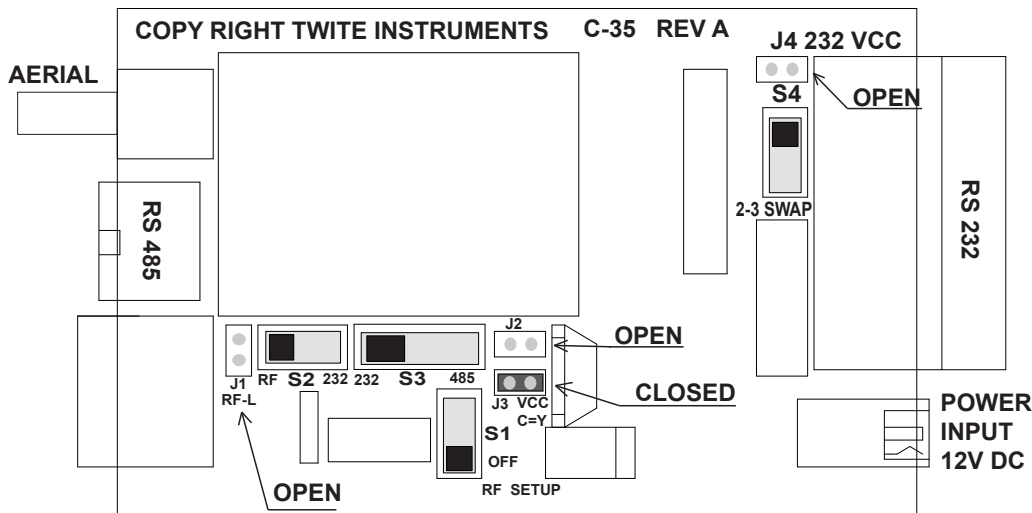 COPY RIGHT TWITE INSTRUMENTS C-35 REV A
J4 232 VCC
AERIAL
S4
OPEN
RS 485
2-3 SWAP
RS 232
J2
OPEN
J1
RF S2 232
232 S3 485
RF-L
J3 VCC
C=Y
CLOSED
S1
OFF
RF SETUP
OPEN
POWER
INPUT
12V DC